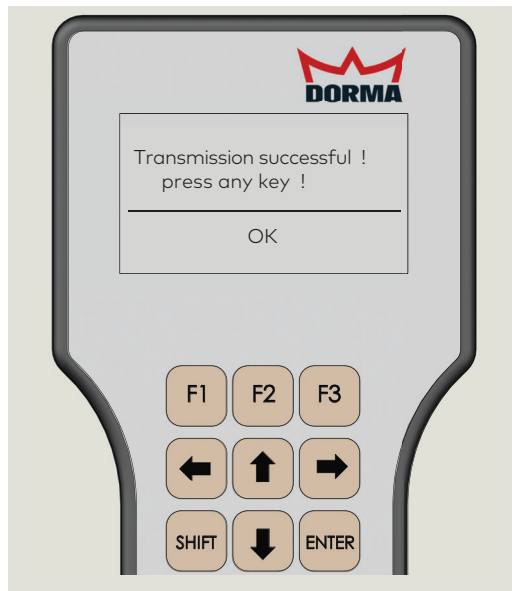 DORMA
Transmission successful !
press any key !
OK
F1 F2 F3
SHIFT ENTER